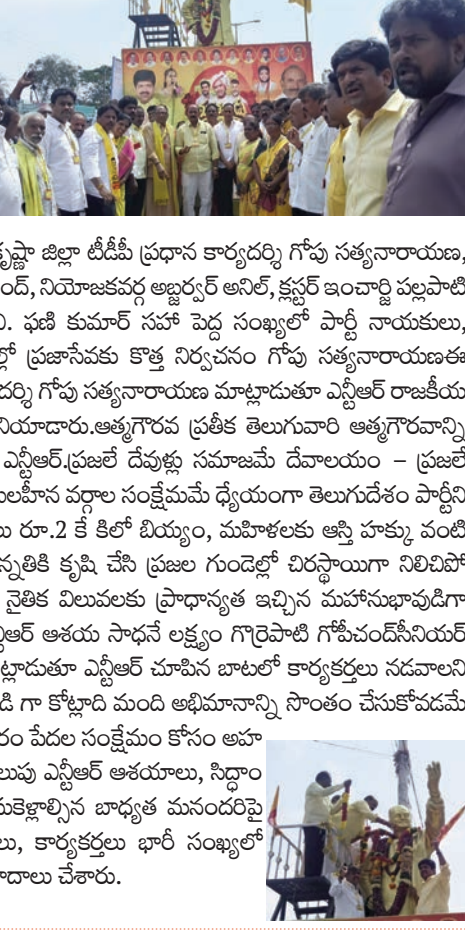 కృష్ణా జిల్లా టీడీపీ ప్రధాన కార్యదర్శి గోపు సత్యనారాయణ,
ంద్, నియోజకవర్గ అబ్జర్వర్ అనిల్, క్లస్టర్ ఇంచార్జి పల్లపాటి
ఫణి కుమార్ సహా పెద్ద సంఖ్యలో పార్టీ నాయకులు,
ల్లో ప్రజాసేవకు కొత్త నిర్వచనం గోపు సత్యనారాయణఈ
దర్శి గోపు సత్యనారాయణ మాట్లాడుతూ ఎన్టీఆర్ రాజకీయ
నియాడారు.ఆత్మగౌరవ ప్రతీక తెలుగువారి ఆత్మగౌరవాన్ని
ఎన్టీఆర్.ప్రజలే దేవుళ్లు సమాజమే దేవాలయం – ప్రజలే
లహీన వర్గాల సంక్షేమమే ధ్యేయంగా తెలుగుదేశం పార్టీని
రూ.2 కే కిలో బియ్యం, మహిళలకు ఆస్తి హక్కు వంటి
న్నతికి కృషి చేసి ప్రజల గుండెల్లో చిరస్థాయిగా నిలిచిపో
నైతిక విలువలకు ప్రాధాన్యత ఇచ్చిన మహానుభావుడిగా
టీఆర్ ఆశయ సాధనే లక్ష్యం గొర్రెపాటి గోపీచంద్‌సీనియర్
ట్లాడుతూ ఎన్టీఆర్ చూపిన బాటలో కార్యకర్తలు నడవాలని
డి గా కోట్లాది మంది అభిమానాన్ని సొంతం చేసుకోవడమే
రం పేదల సంక్షేమం కోసం అహ
లుపు ఎన్టీఆర్ ఆశయాలు, సిద్ధాం
ుకెళ్లాల్సిన బాధ్యత మనందరిపై
లు, కార్యకర్తలు భారీ సంఖ్యలో
ాదాలు చేశారు.